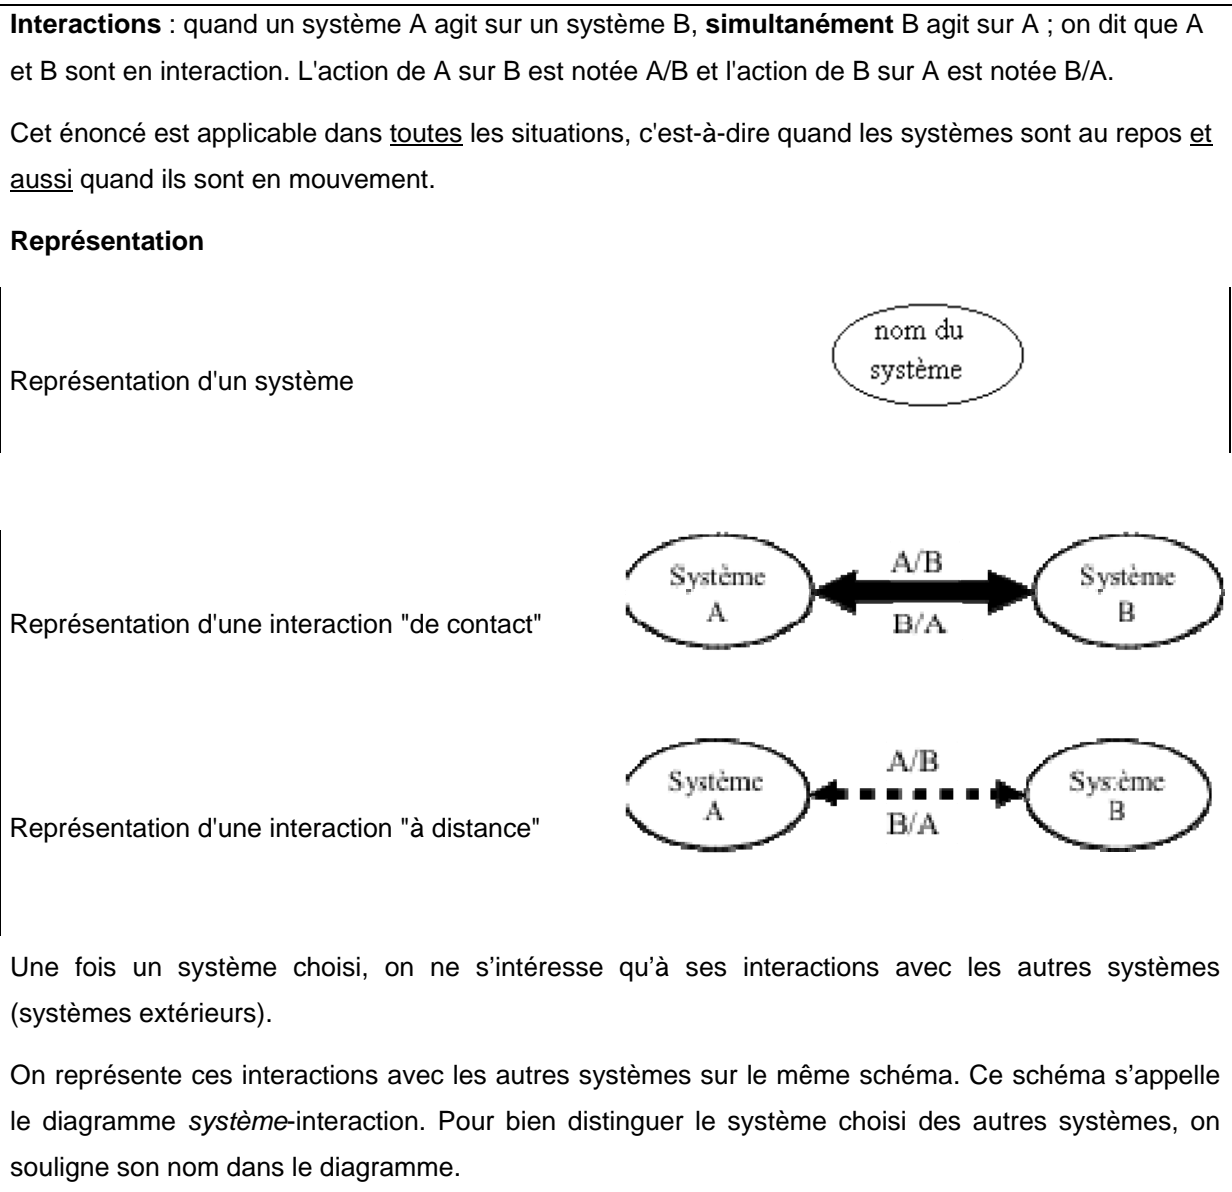 Interactions : quand un système A agit sur un système B, simultanément B agit sur A ; on dit que A
et B sont en interaction. L'action de A sur B est notée A/B et l'action de B sur A est notée B/A.
Cet énoncé est applicable dans toutes les situations, c'est-à-dire quand les systèmes sont au repos et
aussi quand ils sont en mouvement.
Représentation
nom du
système
Représentation d'un système
A/B
Système
A
Système
B
B/A
Représentation d'une interaction "de contact"
A/B
Système
A
Système
B
B/A
Représentation d'une interaction "à distance"
Une fois un système choisi, on ne s’intéresse qu’à ses interactions avec les autres systèmes
(systèmes extérieurs).
On représente ces interactions avec les autres systèmes sur le même schéma. Ce schéma s’appelle
le diagramme système-interaction. Pour bien distinguer le système choisi des autres systèmes, on
souligne son nom dans le diagramme.